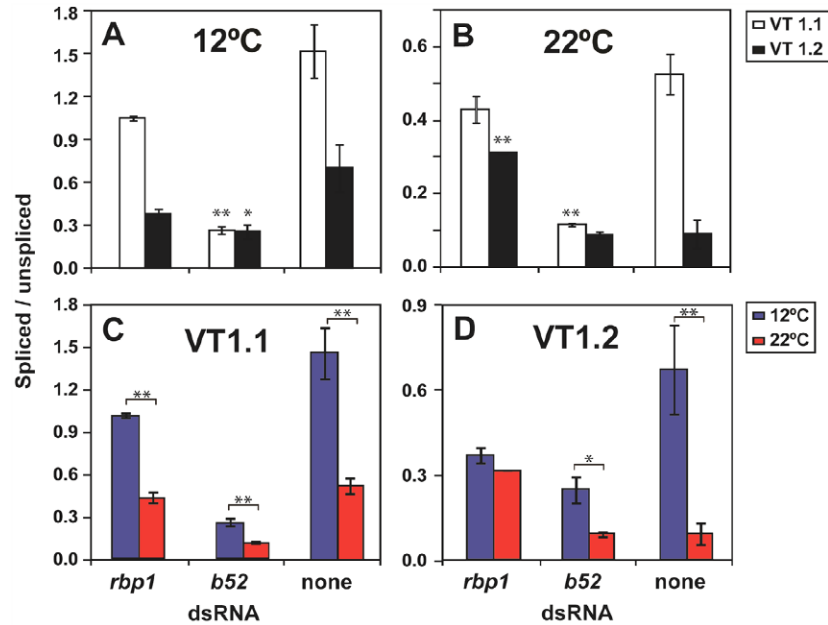 A 12ºC
1.8
1.5
1.2
0.9
0.6
0.3
0.0
** *
B 22ºC
0.6
0.4
0.2
0.0
** **
VT 1.1
VT 1.2
Spliced / unspliced
C VT1.1
1.8
1.5
1.2
0.9
0.6
0.3
0.0
** ** **
rbp1 b52 none
dsRNA
D VT1.2
0.9
0.6
0.3
0.0
* **
rbp1 b52 none
dsRNA
12ºC
22ºC